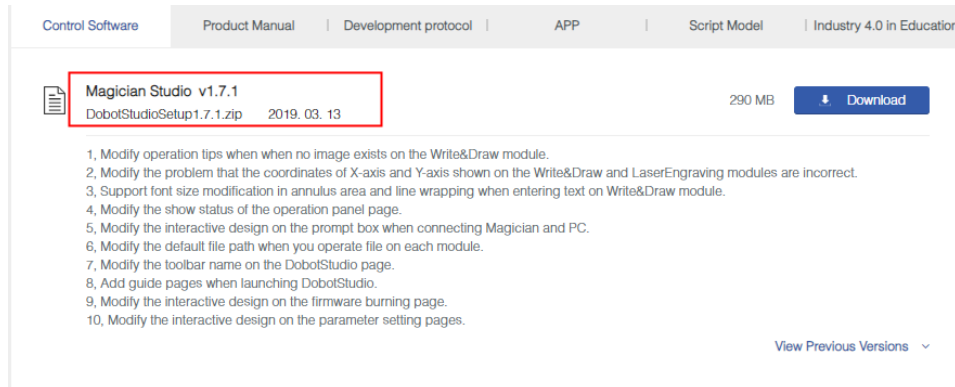 Control Software Product Manual Development protocol APP Script Model Industry 4.0 in Education
Magician Studio v1.7.1
DobotStudioSetup1.7.1.zip 2019. 03. 13
290 MB Download
1, Modify operation tips when when no image exists on the Write&Draw module.
2, Modify the problem that the coordinates of X-axis and Y-axis shown on the Write&Draw and LaserEngraving modules are incorrect.
3, Support font size modification in annulus area and line wrapping when entering text on Write&Draw module.
4, Modify the show status of the operation panel page.
5, Modify the interactive design on the prompt box when connecting Magician and PC.
6, Modify the default file path when you operate file on each module.
7, Modify the toolbar name on the DobotStudio page.
8, Add guide pages when launching DobotStudio.
9, Modify the interactive design on the firmware burning page.
10, Modify the interactive design on the parameter setting pages.
View Previous Versions